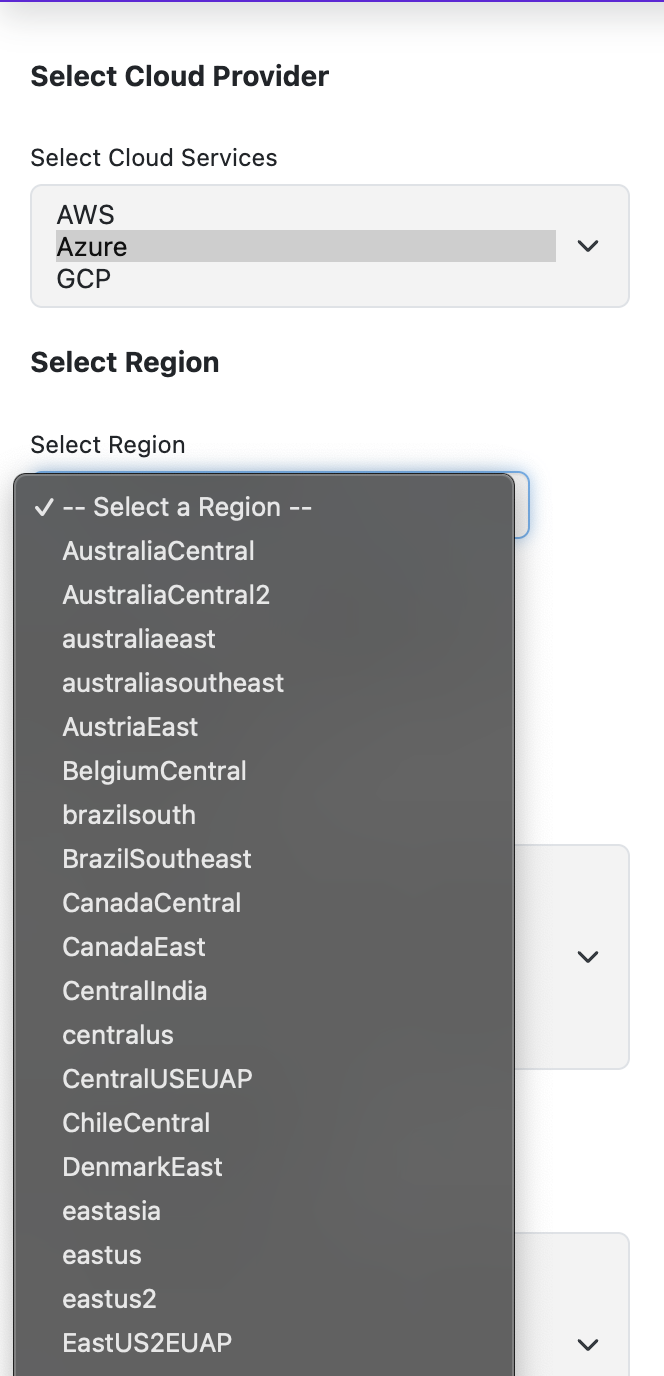 Select Cloud Provider
Select Cloud Services
AWS
Azure
GCP
Select Region
Select Region
✓ -- Select a Region --
AustraliaCentral
AustraliaCentral2
australiaeast
australiasoutheast
AustriaEast
BelgiumCentral
brazilsouth
BrazilSoutheast
CanadaCentral
CanadaEast
CentralIndia
centralus
CentralUSEUAP
ChileCentral
DenmarkEast
eastasia
eastus
eastus2
EastUS2EUAP